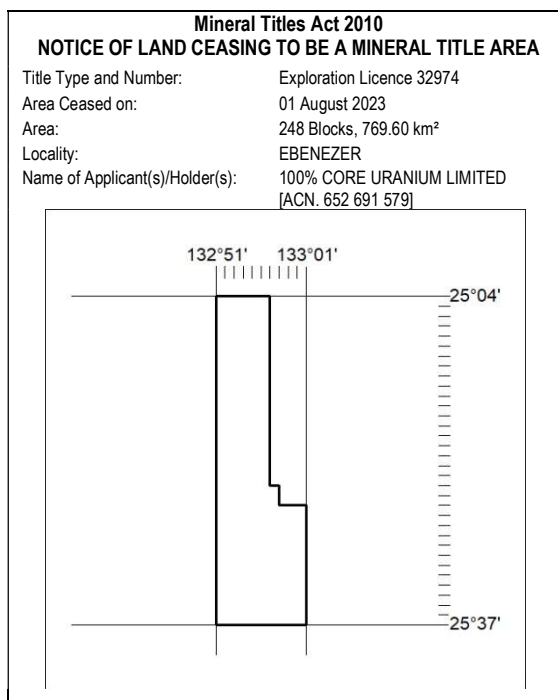 Mineral Titles Act 2010
NOTICE OF LAND CEASING TO BE A MINERAL TITLE AREA
Title Type and Number: Exploration Licence 32974
Area Ceased on: 01 August 2023
Area: 248 Blocks, 769.60 km²
Locality: EBENEZER
Name of Applicant(s)/Holder(s): 100% CORE URANIUM LIMITED
[ACN. 652 691 579]
132°51' 133°01'
25°04'
25°37'